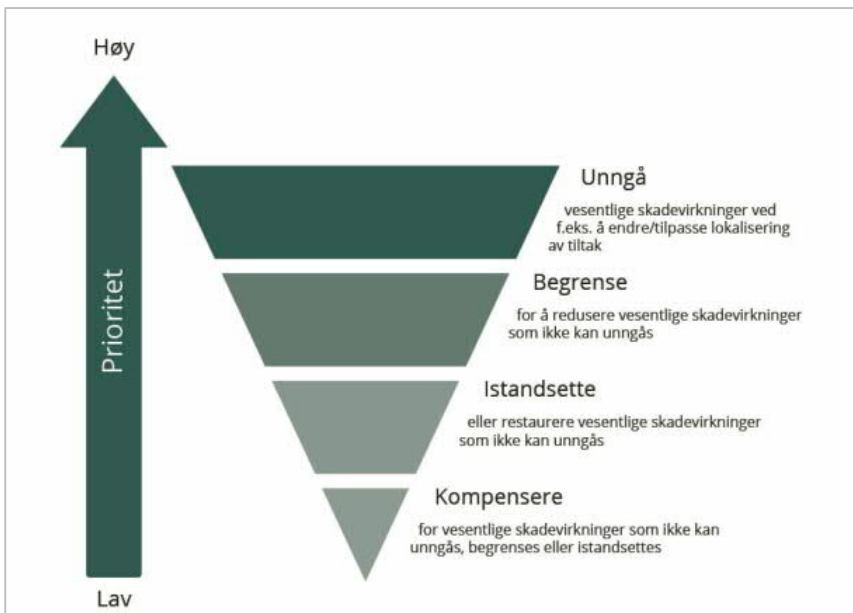 Høy
Prioritet
Unngå
vesentlige skadevirkninger ved
f.eks. å endre/tilpasse lokalisering
av tiltak
Begrense
for å redusere vesentlige skadevirkninger
som ikke kan unngås
Istandsette
eller restaurere vesentlige skadevirkninger
som ikke kan unngås
Kompensere
for vesentlige skadevirkninger som ikke kan
unngås, begrenses eller istandsettes
Lav